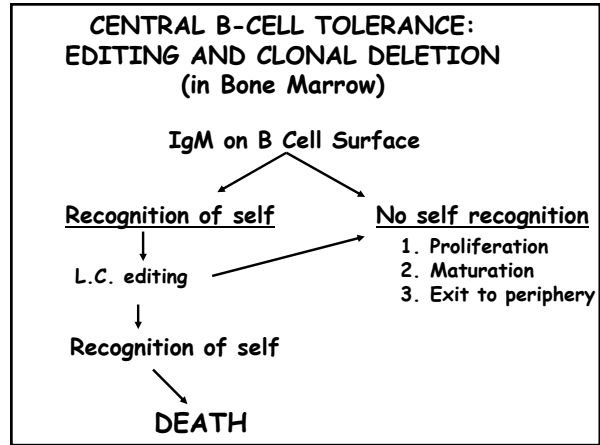 CENTRAL B-CELL TOLERANCE:
EDITING AND CLONAL DELETION
(in Bone Marrow)
IgM on B Cell Surface
Recognition of self
No self recognition
1. Proliferation
2. Maturation
3. Exit to periphery
L.C. editing
Recognition of self
DEATH